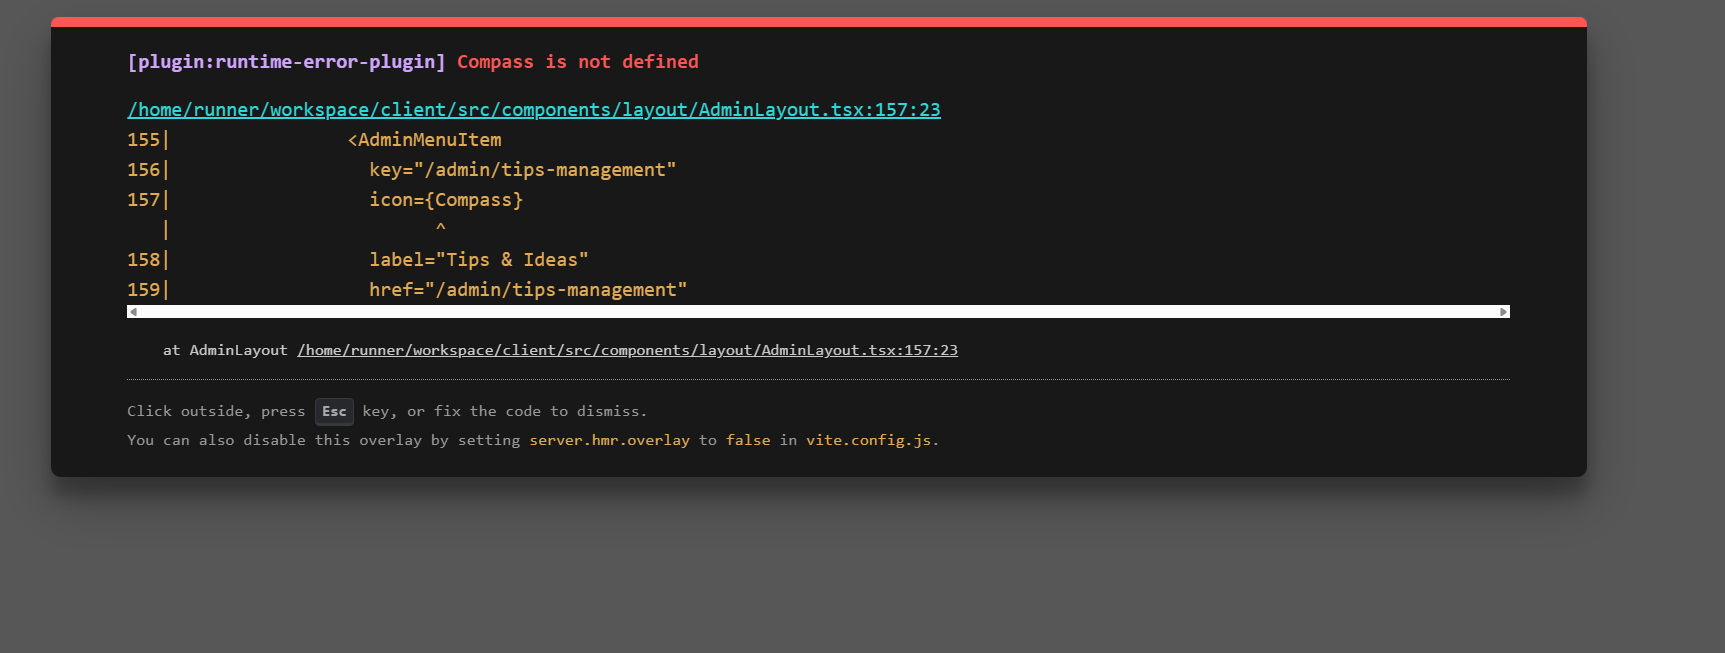 [plugin:runtime-error-plugin] Compass is not defined
/home/runner/workspace/client/src/components/layout/AdminLayout.tsx:157:23
155|                <AdminMenuItem
156|                  key="/admin/tips-management"
157|                  icon={Compass}
   |                        ^
158|                  label="Tips & Ideas"
159|                  href="/admin/tips-management"
at AdminLayout /home/runner/workspace/client/src/components/layout/AdminLayout.tsx:157:23
Click outside, press Esc key, or fix the code to dismiss.
You can also disable this overlay by setting server.hmr.overlay to false in vite.config.js.